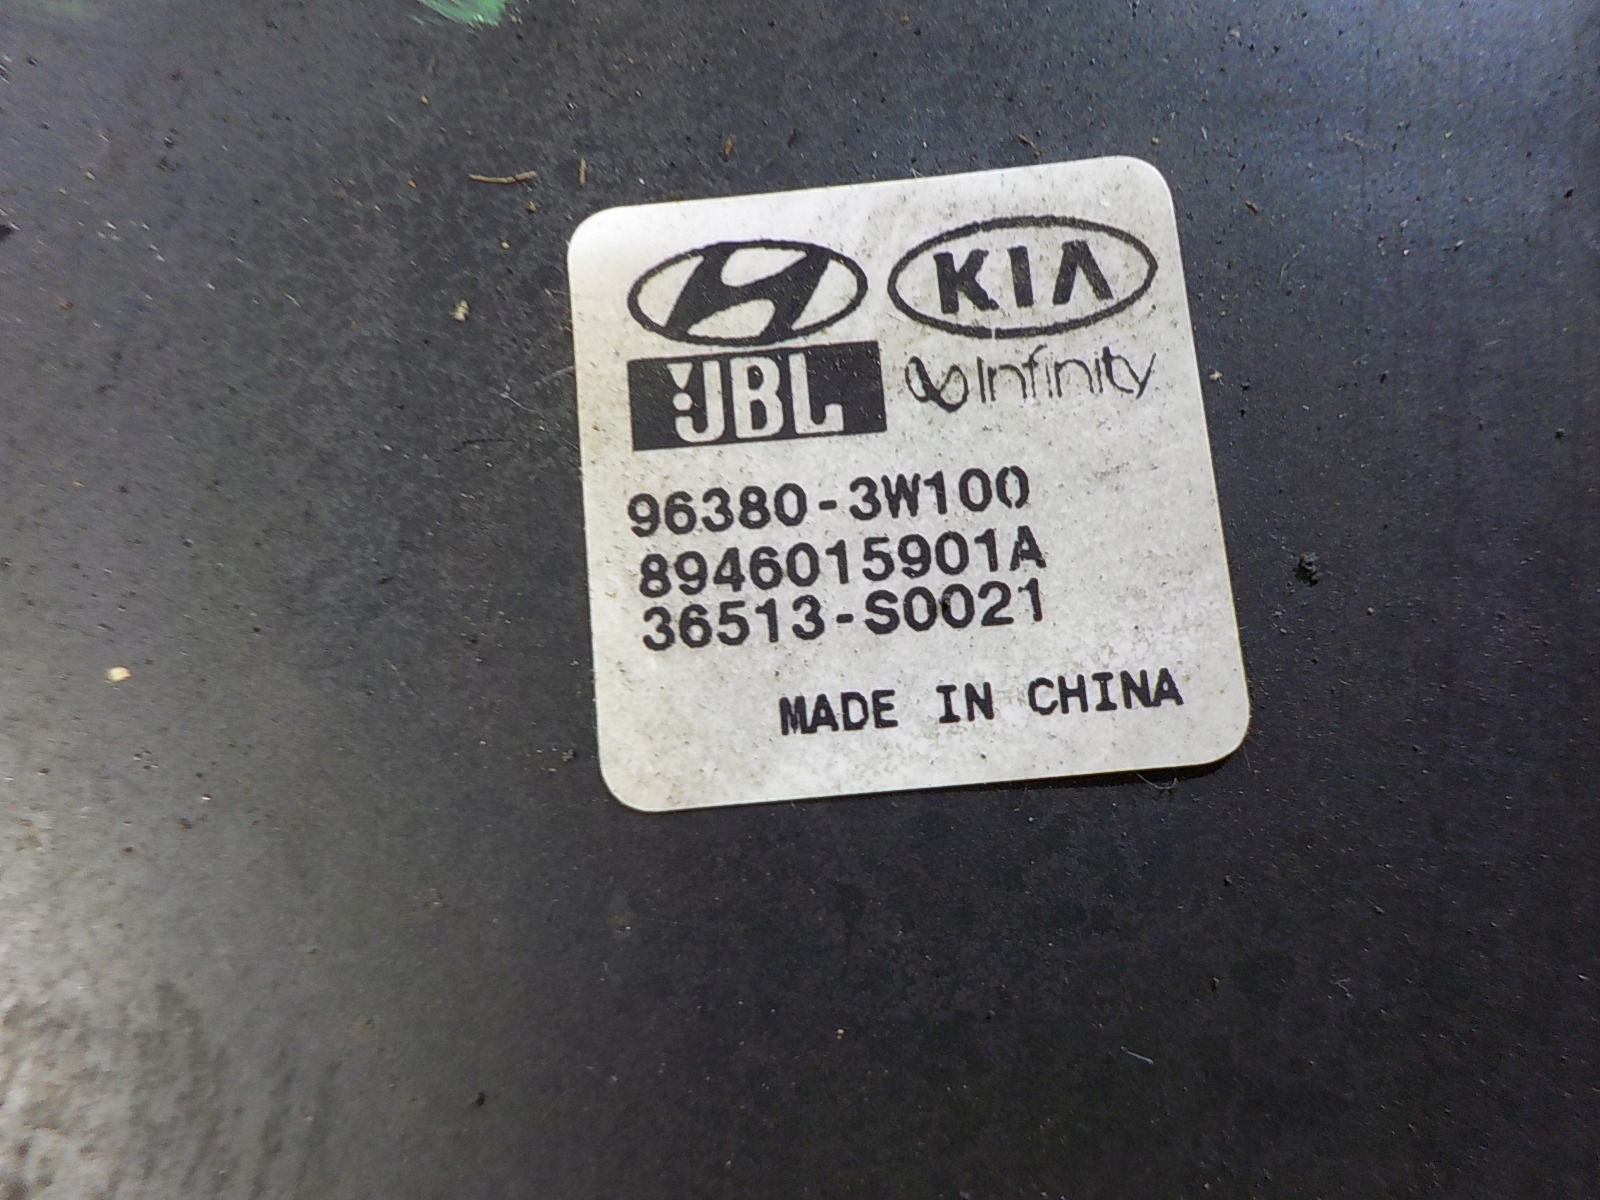 KIA
JBL Infinity
96380-3W100
8946015901A
36513-S0021
MADE IN CHINA